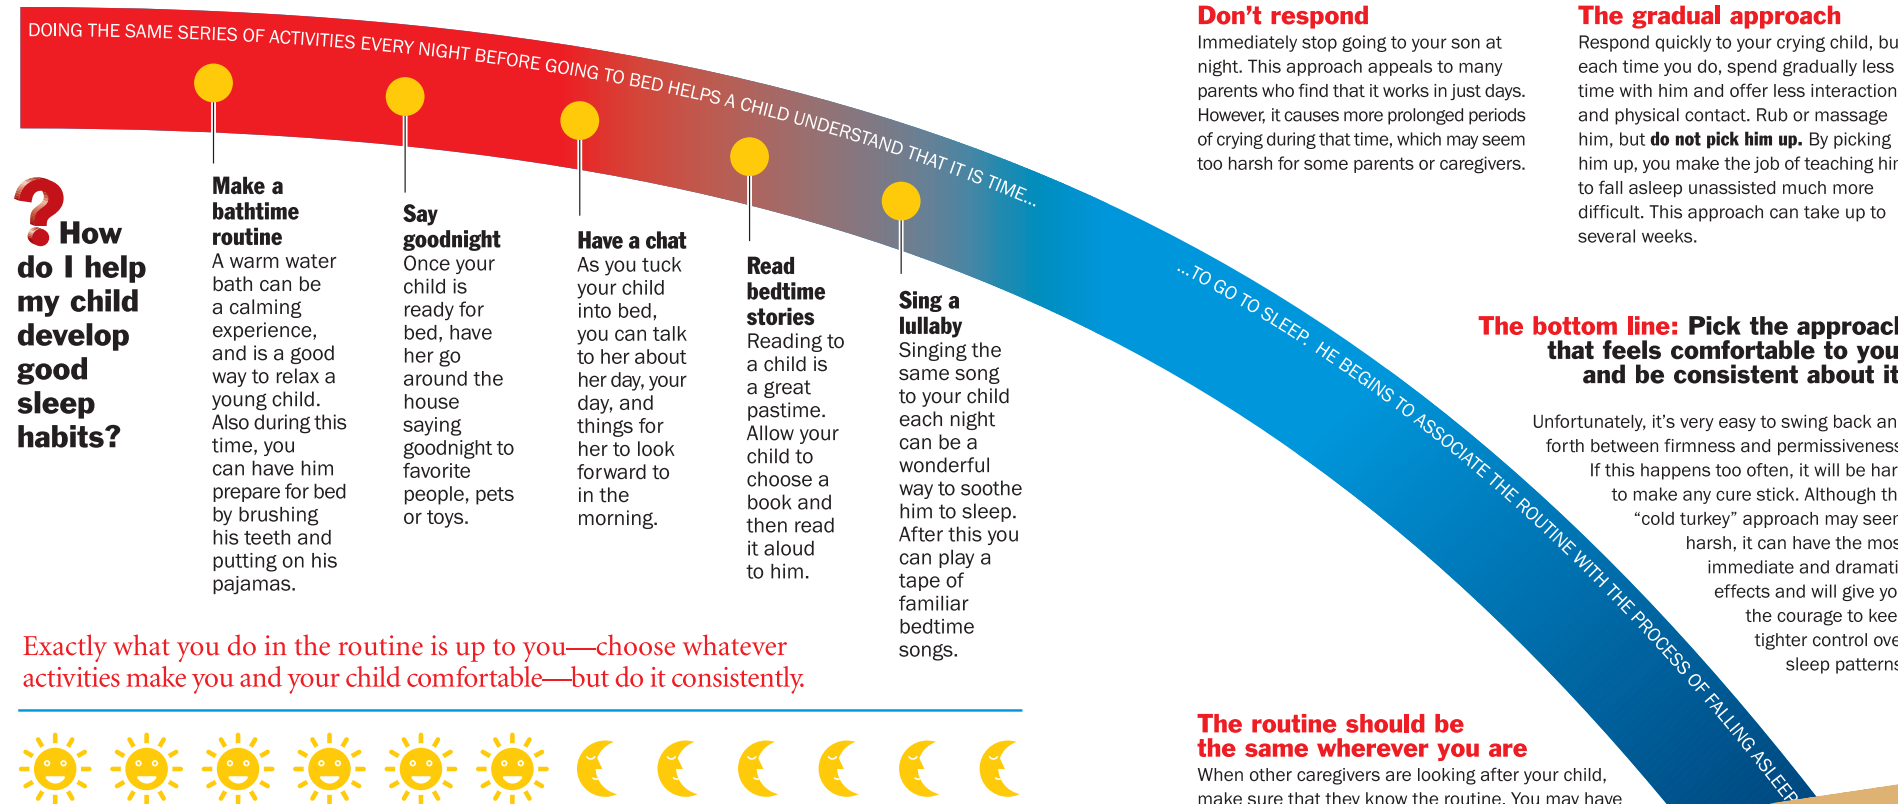 DOING THE SAME SERIES OF ACTIVITIES EVERY NIGHT BEFORE GOING TO BED HELPS A CHILD UNDERSTAND THAT IT IS TIME...
...TO GO TO SLEEP. HE BEGINS TO ASSOCIATE THE ROUTINE WITH THE PROCESS OF FALLING ASLEEP
? How
do I help
my child
develop
good
sleep
habits?
Make a
bathtime
routine
A warm water
bath can be
a calming
experience,
and is a good
way to relax a
young child.
Also during this
time, you
can have him
prepare for bed
by brushing
his teeth and
putting on his
pajamas.
Say
goodnight
Once your
child is
ready for
bed, have
her go
around the
house
saying
goodnight to
favorite
people, pets
or toys.
Have a chat
As you tuck
your child
into bed,
you can talk
to her about
her day, your
day, and
things for
her to look
forward to
in the
morning.
Read
bedtime
stories
Reading to
a child is
a great
pastime.
Allow your
child to
choose a
book and
then read
it aloud
to him.
Sing a
lullaby
Singing the
same song
to your child
each night
can be a
wonderful
way to soothe
him to sleep.
After this you
can play a
tape of
familiar
bedtime
songs.
Exactly what you do in the routine is up to you—choose whatever
activities make you and your child comfortable—but do it consistently.
Don't respond
Immediately stop going to your son at
night. This approach appeals to many
parents who find that it works in just days.
However, it causes more prolonged periods
of crying during that time, which may seem
too harsh for some parents or caregivers.
The gradual approach
Respond quickly to your crying child, bu
each time you do, spend gradually less
time with him and offer less interaction
and physical contact. Rub or massage
him, but do not pick him up. By picking
him up, you make the job of teaching hi
to fall asleep unassisted much more
difficult. This approach can take up to
several weeks.
The bottom line: Pick the approac
that feels comfortable to you
and be consistent about it
Unfortunately, it's very easy to swing back an
forth between firmness and permissiveness
If this happens too often, it will be har
to make any cure stick. Although th
"cold turkey" approach may see
harsh, it can have the mos
immediate and dramati
effects and will give yo
the courage to kee
tighter control ove
sleep patterns
The routine should be
the same wherever you are
When other caregivers are looking after your child,
make sure that they know the routine. You may have